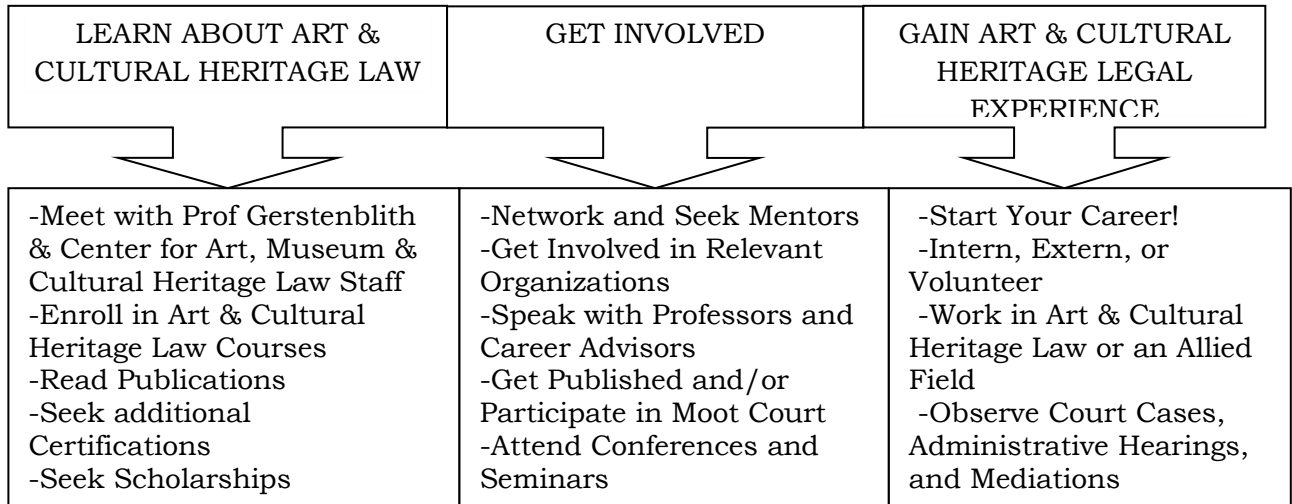 LEARN ABOUT ART &
CULTURAL HERITAGE LAW
GET INVOLVED
GAIN ART & CULTURAL
HERITAGE LEGAL
EXPERIENCE
-Meet with Prof Gerstenblith
& Center for Art, Museum &
Cultural Heritage Law Staff
-Enroll in Art & Cultural
Heritage Law Courses
-Read Publications
-Seek additional
Certifications
-Seek Scholarships
-Network and Seek Mentors
-Get Involved in Relevant
Organizations
-Speak with Professors and
Career Advisors
-Get Published and/or
Participate in Moot Court
-Attend Conferences and
Seminars
-Start Your Career!
-Intern, Extern, or
Volunteer
-Work in Art & Cultural
Heritage Law or an Allied
Field
-Observe Court Cases,
Administrative Hearings,
and Mediations